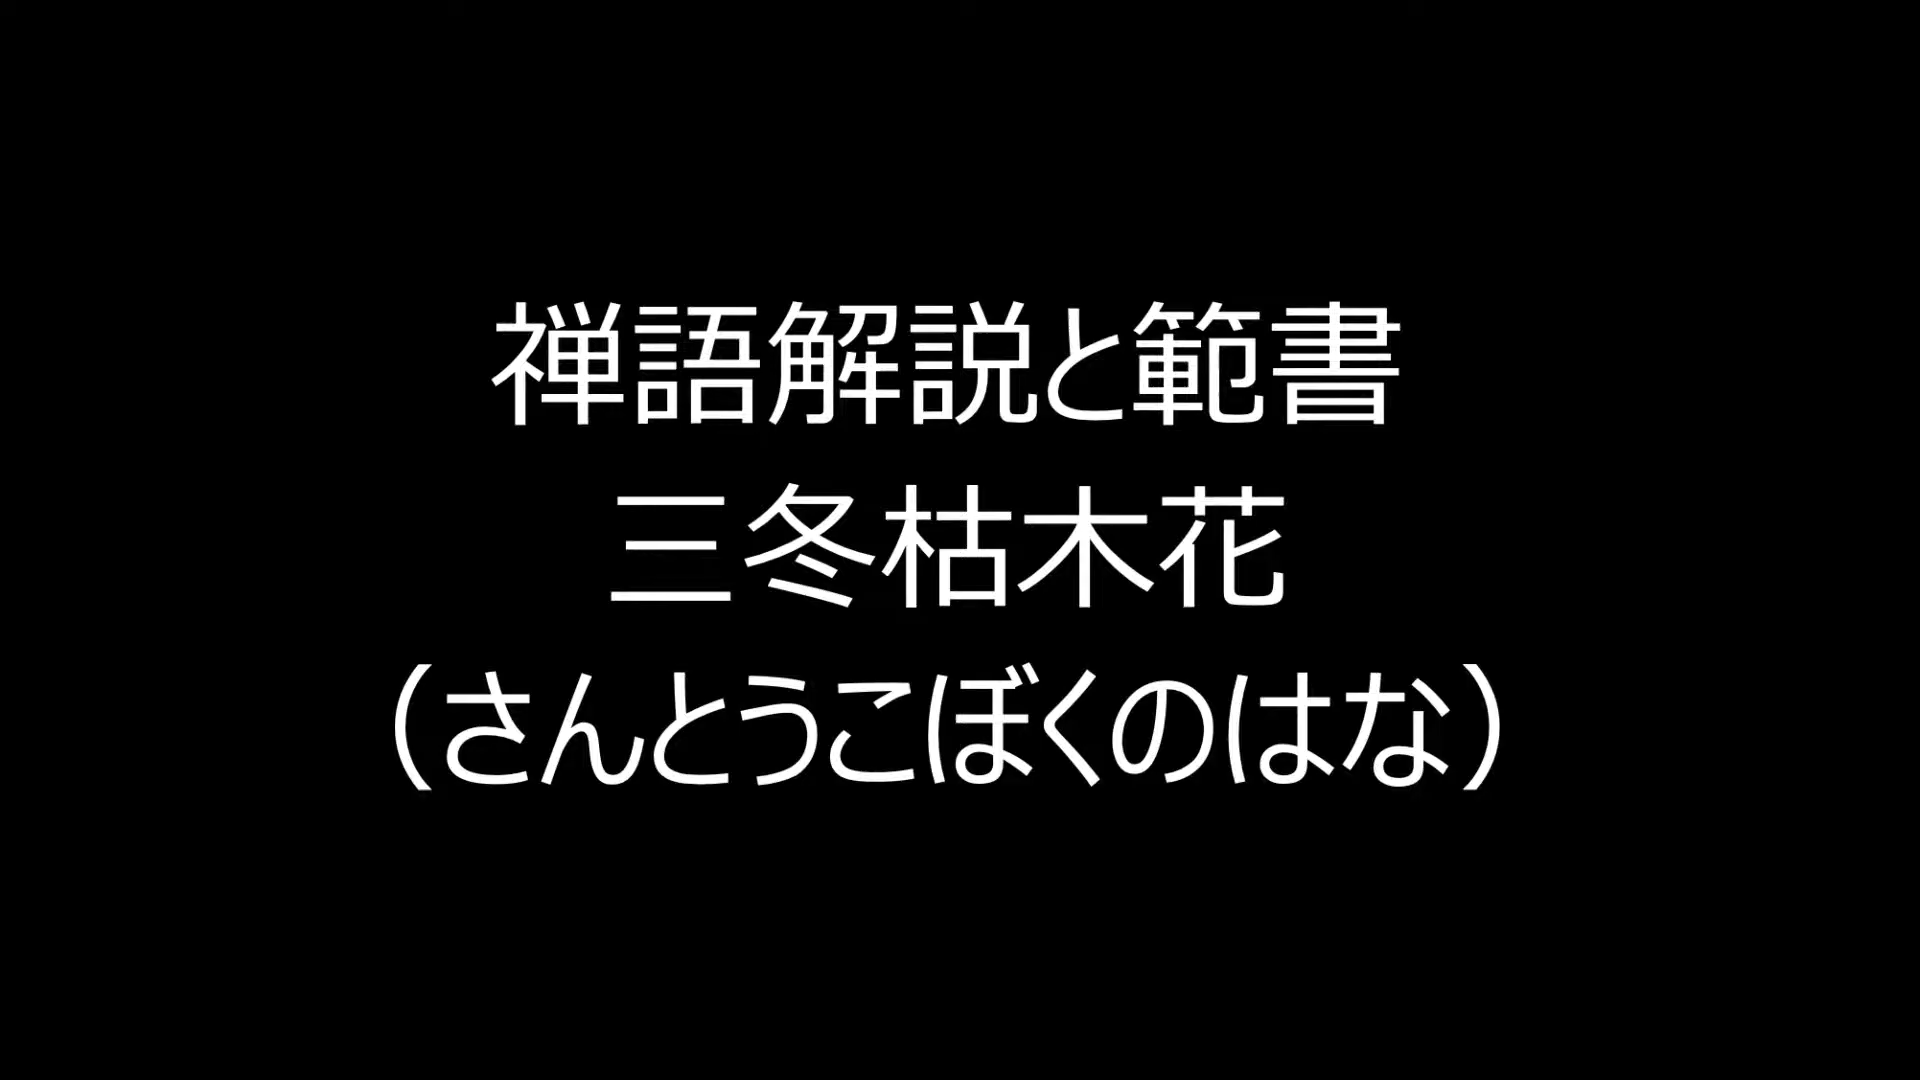 禅語解説と範書
三冬枯木花
（さんとうこぼくのはな）